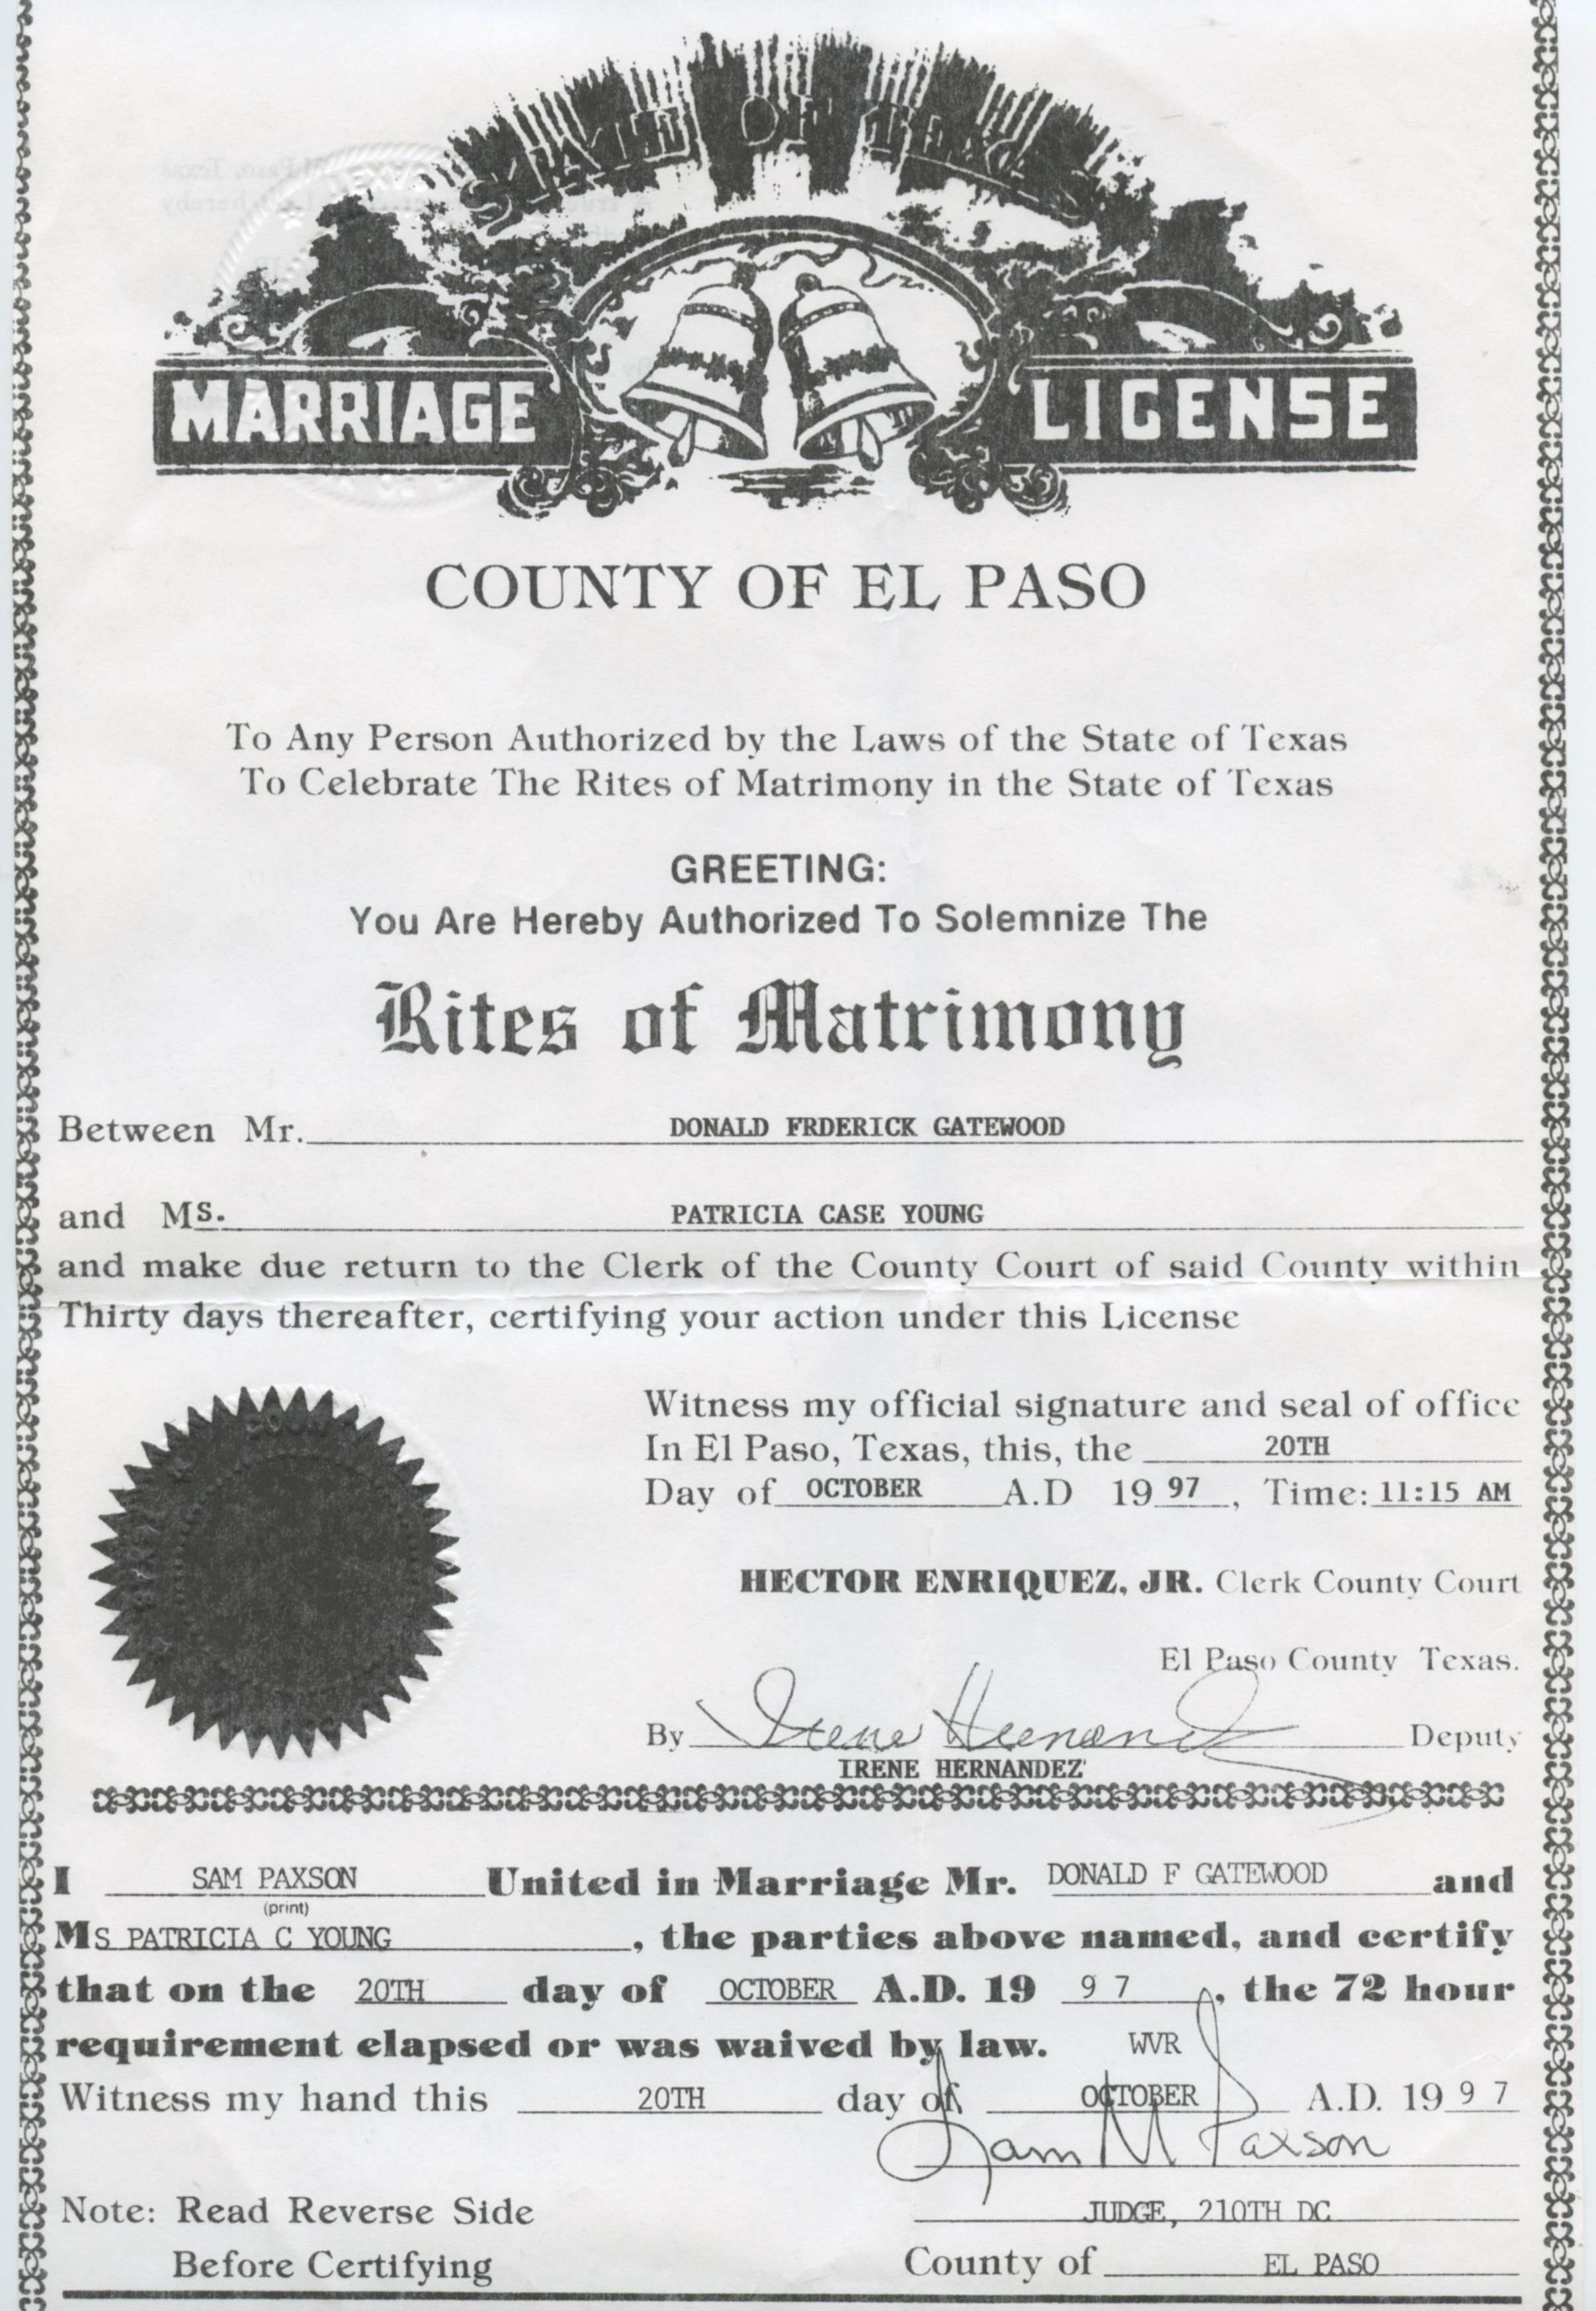 STATE OF TEXAS
MARRIAGE LICENSE
COUNTY OF EL PASO
To Any Person Authorized by the Laws of the State of Texas
To Celebrate The Rites of Matrimony in the State of Texas
GREETING:
You Are Hereby Authorized To Solemnize The
Rites of Matrimony
Between Mr. DONALD FRDERICK GATEWOOD
and Ms. PATRICIA CASE YOUNG
and make due return to the Clerk of the County Court of said County within
Thirty days thereafter, certifying your action under this License
Witness my official signature and seal of office
In El Paso, Texas, this, the 20TH
Day of OCTOBER A.D 19 97, Time: 11:15 AM
HECTOR ENRIQUEZ, JR. Clerk County Court
El Paso County Texas.
By Irene Hernandez Deputy
IRENE HERNANDEZ
I SAM PAXSON United in Marriage Mr. DONALD F GATEWOOD and
(print)
MS PATRICIA C YOUNG, the parties above named, and certify
that on the 20TH day of OCTOBER A.D. 19 97, the 72 hour
requirement elapsed or was waived by law. WVR
Witness my hand this 20TH day of OCTOBER A.D. 19 97
Sam M Paxson
Note: Read Reverse Side JUDGE, 210TH DC
Before Certifying County of EL PASO